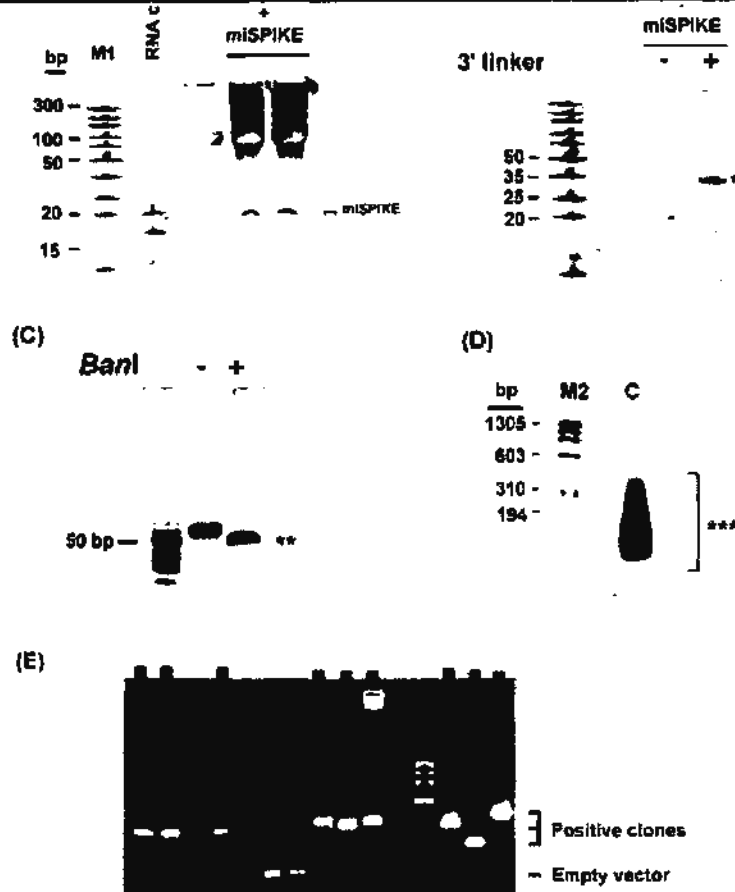 +
miSPIKE
bp M1 RNA c
300
100
50
20
15
miSPIKE
miSPIKE
3' linker - +
50
35
25
20
*
(C)
BanI - +
50 bp
**
(D)
bp M2 C
1305
603
310
194
***
(E)
Positive clones
Empty vector